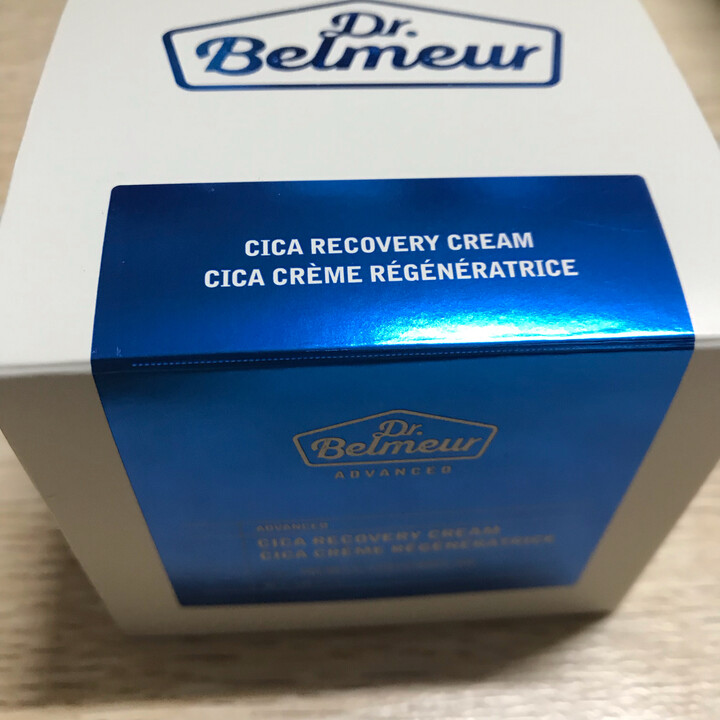 Dr.
Belmeur
CICA RECOVERY CREAM
CICA CRÈME RÉGÉNÉRATRICE
Dr.
Belmeur
ADVANCED
ADVANCED
CICA RECOVERY CREAM
CICA CRÈME RÉGÉNÉRATRICE